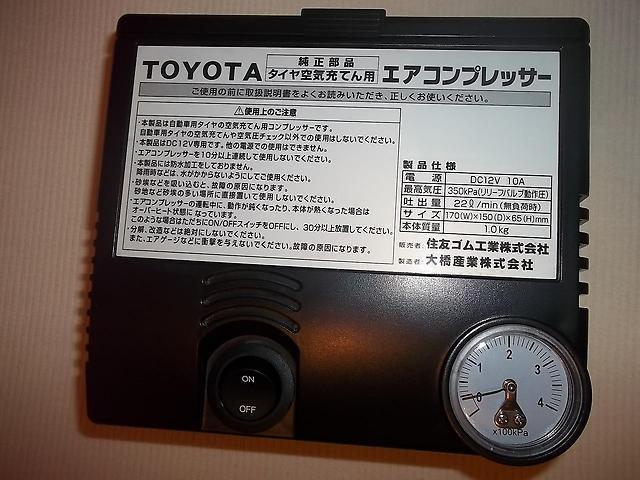 TOYOTA 純正部品 タイヤ空気充てん用 エアコンプレッサー
ご使用の前に取扱説明書をよくお読みいただき、正しくお使いください。
⚠使用上のご注意
・本製品は自動車用タイヤの空気充てん用コンプレッサーです。
自動車用タイヤの空気充てんや空気圧チェック以外での使用はしないでください。
・本製品はDC12V専用です。他の電源での使用はできません。
・エアコンプレッサーを10分以上連続して使用しないでください。
・本製品には防水加工をしておりません。
降雨時などは、水がかからないようにしてご使用ください。
・砂埃などを吸い込むと、故障の原因になります。
砂地など砂埃の多い場所に直接置いて使用しないでください。
・エアコンプレッサーの運転中に、動作が鈍くなったり、本体が熱くなった場合は
オーバーヒート状態になっています。
このような場合はただちにON/OFFスイッチをOFFにし、30分以上放置してください。
・分解、改造などは絶対にしないでください。
また、エアゲージなどに衝撃を与えないでください。故障の原因になります。
製品仕様
電源 DC12V 10A
最高気圧 350kPa(リリーフバルブ動作圧)
吐出量 22ℓ/min(無負荷時)
サイズ 170(W)×150(D)×65(H)mm
本体質量 1.0kg
販売者:住友ゴム工業株式会社
製造者:大橋産業株式会社
ON
OFF
0 1 2 3 4
×100kPa